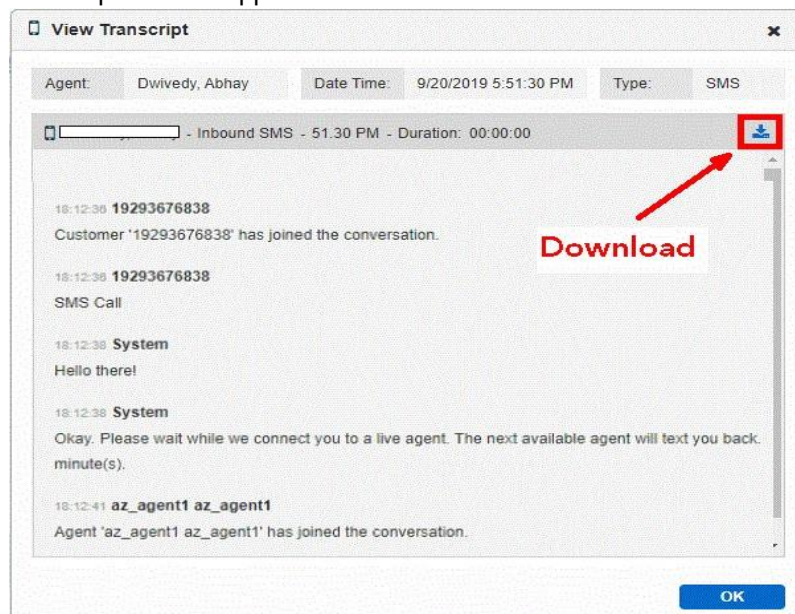 View Transcript
Agent: Dwivedy, Abhay Date Time: 9/20/2019 5:51:30 PM Type: SMS
- Inbound SMS - 51.30 PM - Duration: 00:00:00
18:12:36 19293676838
Customer '19293676838' has joined the conversation.
Download
18:12:36 19293676838
SMS Call
18:12:38 System
Hello there!
18:12:38 System
Okay. Please wait while we connect you to a live agent. The next available agent will text you back.
minute(s).
18:12:41 az_agent1 az_agent1
Agent 'az_agent1 az_agent1' has joined the conversation.
OK